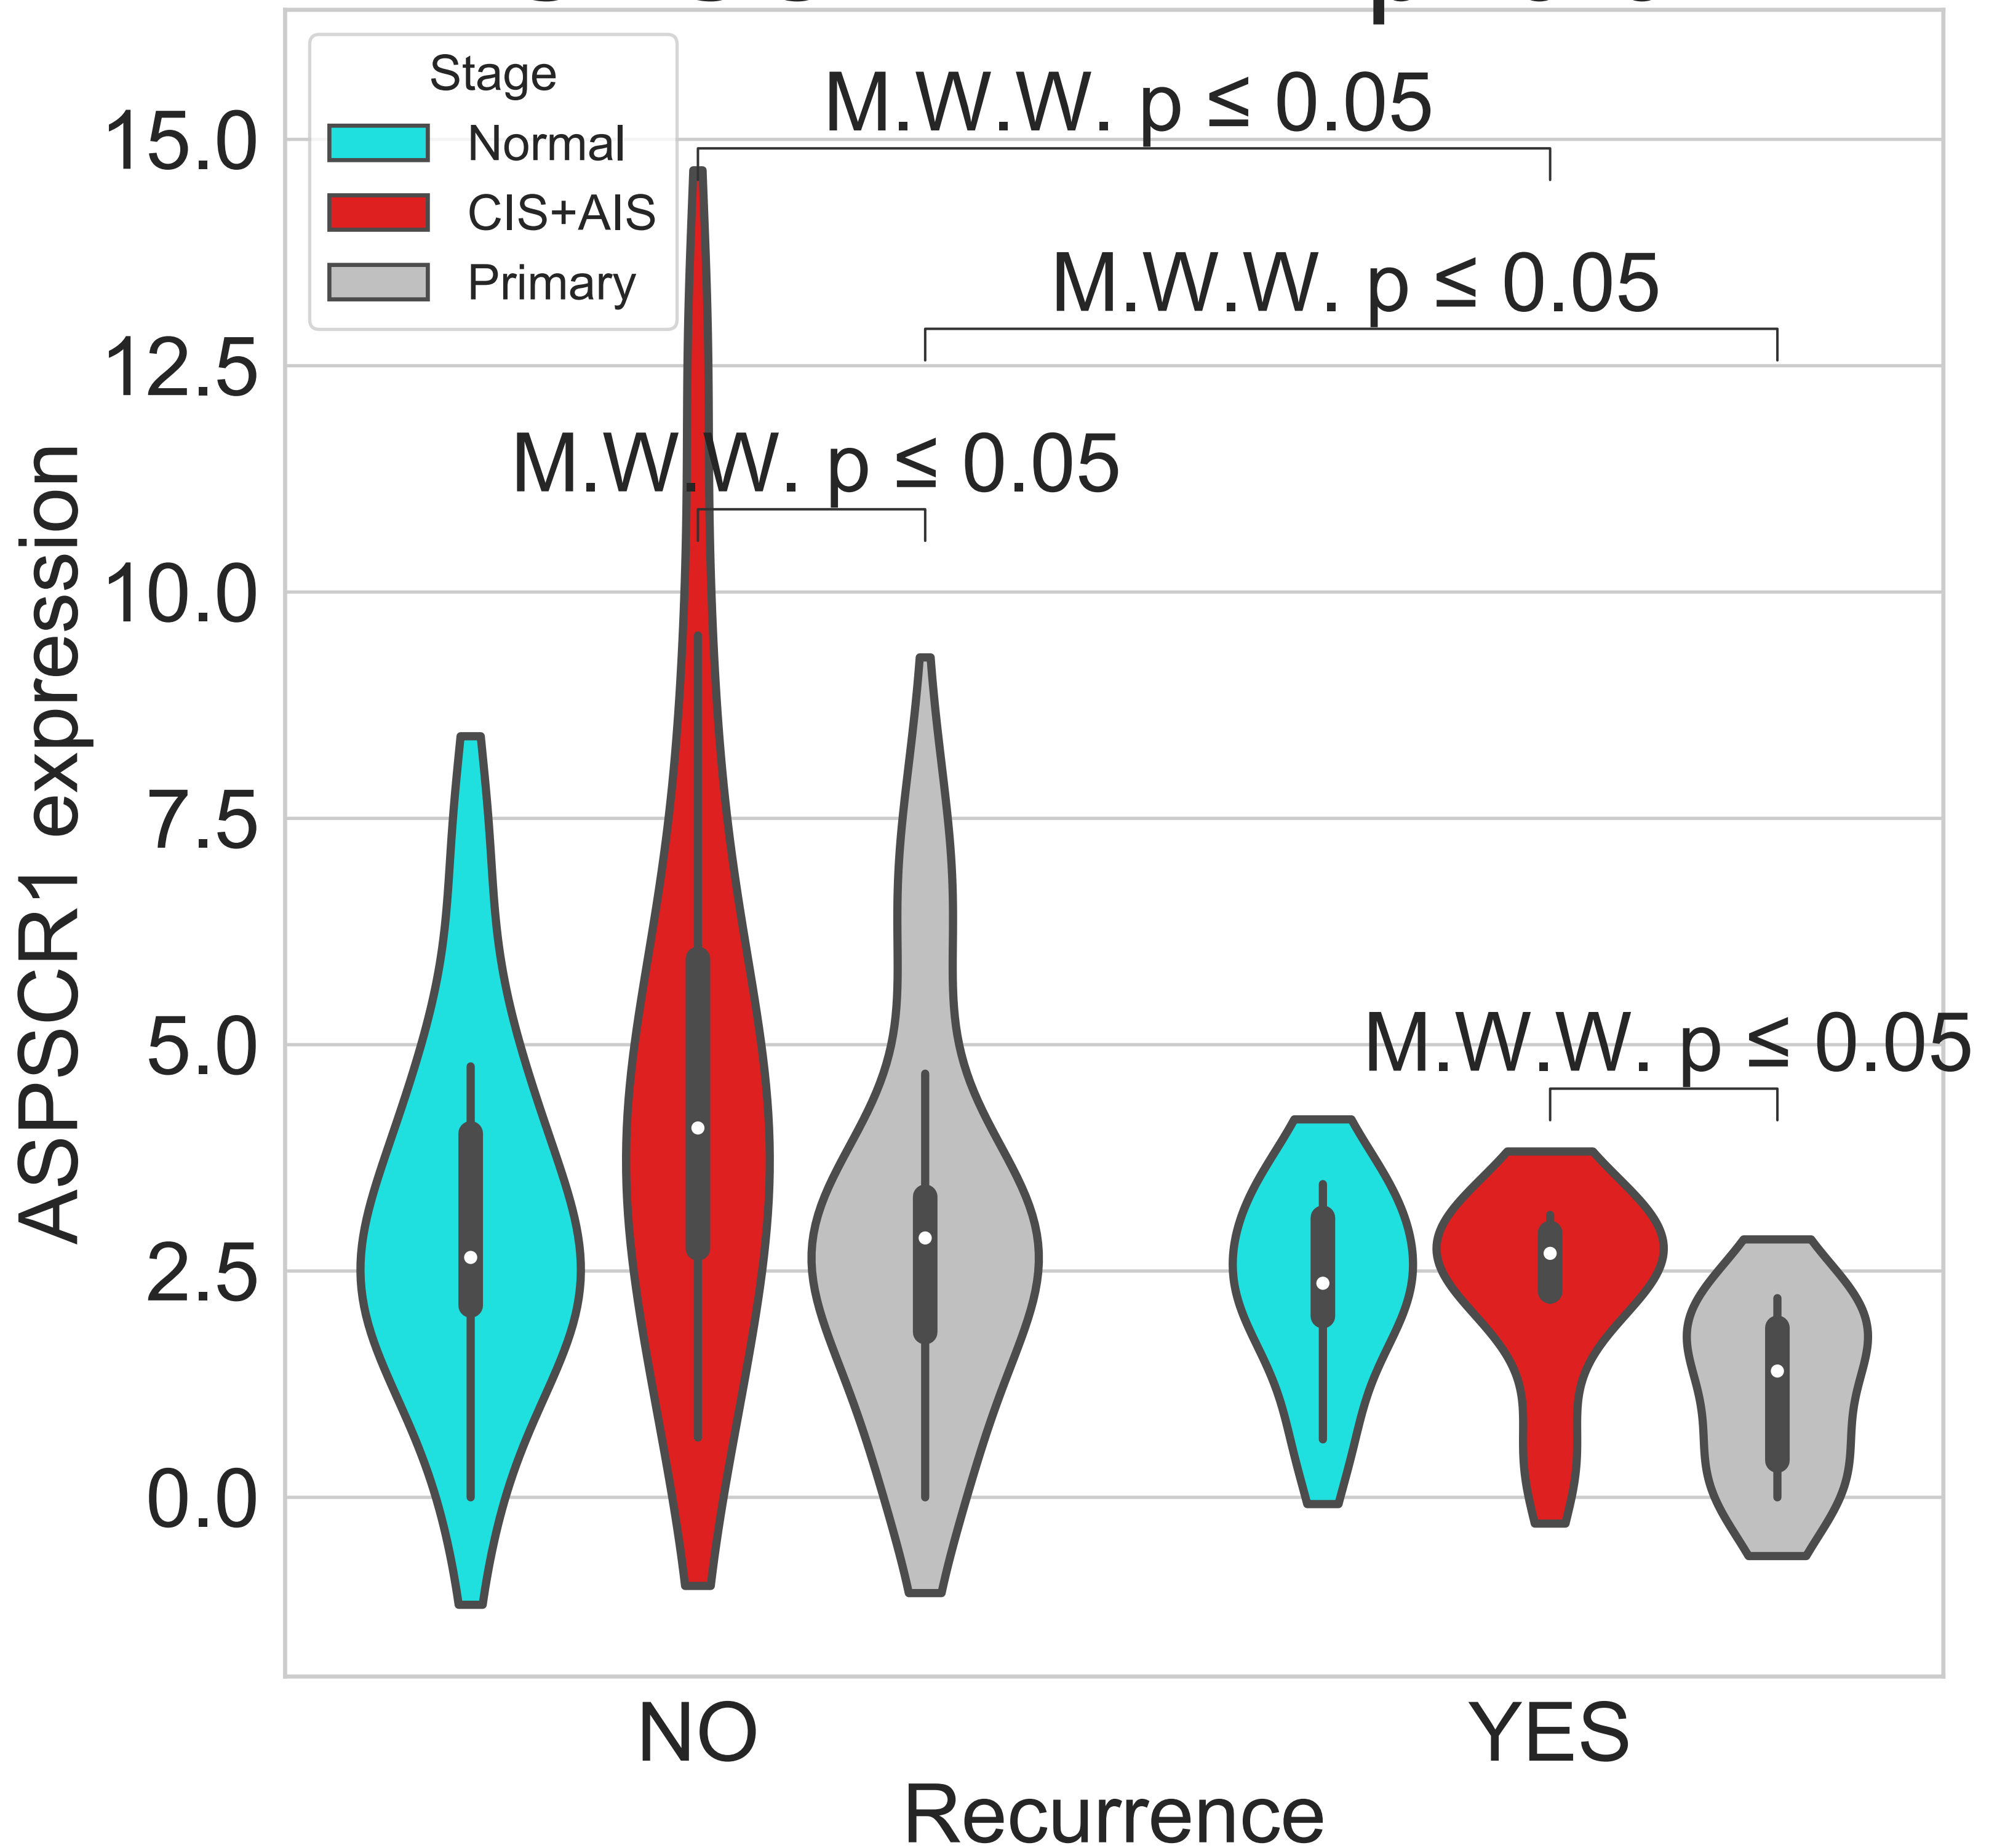 Stage
Normal
CIS+AIS
Primary
M.W.W. p ≤ 0.05
M.W.W. p ≤ 0.05
M.W.W. p ≤ 0.05
M.W.W. p ≤ 0.05
15.0
12.5
10.0
7.5
5.0
2.5
0.0
ASPSCR1 expression
NO
YES
Recurrence